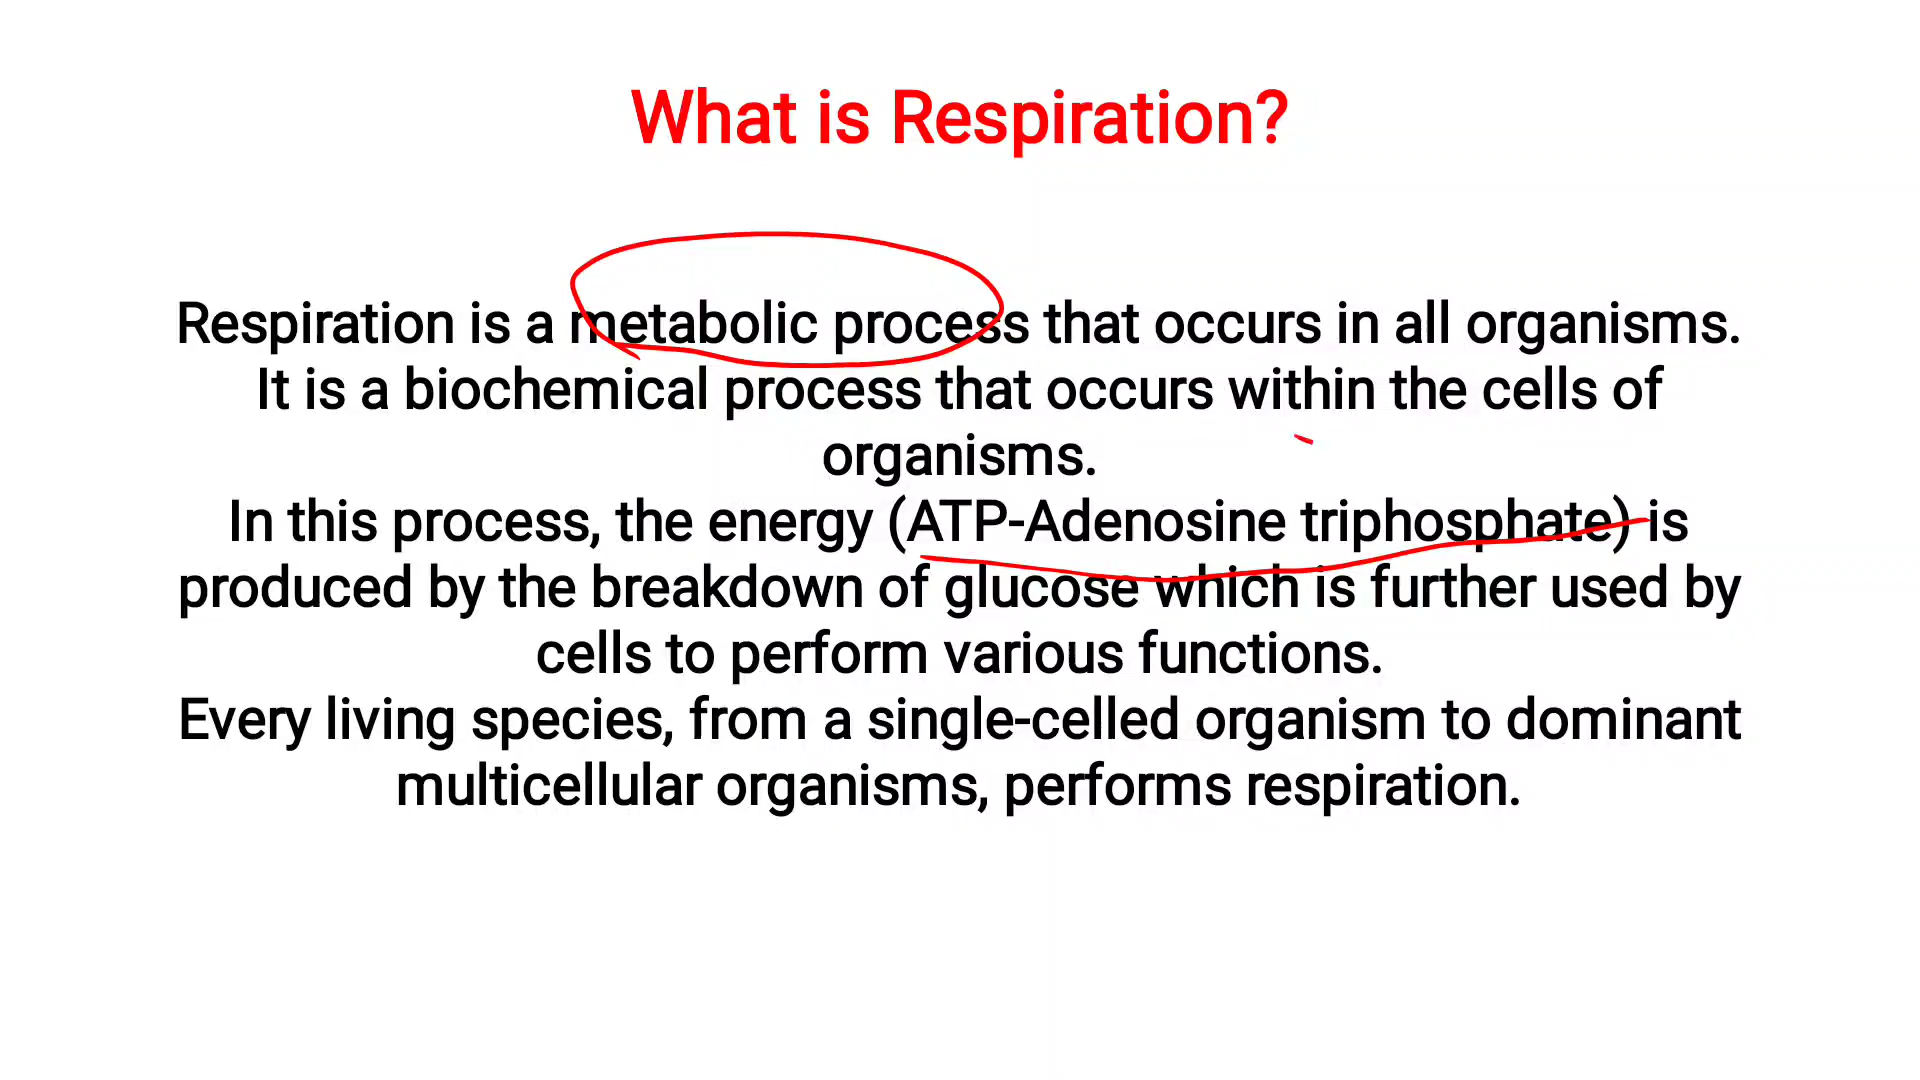 What is Respiration?
Respiration is a metabolic process that occurs in all organisms.
It is a biochemical process that occurs within the cells of
organisms.
In this process, the energy (ATP-Adenosine triphosphate) is
produced by the breakdown of glucose which is further used by
cells to perform various functions.
Every living species, from a single-celled organism to dominant
multicellular organisms, performs respiration.